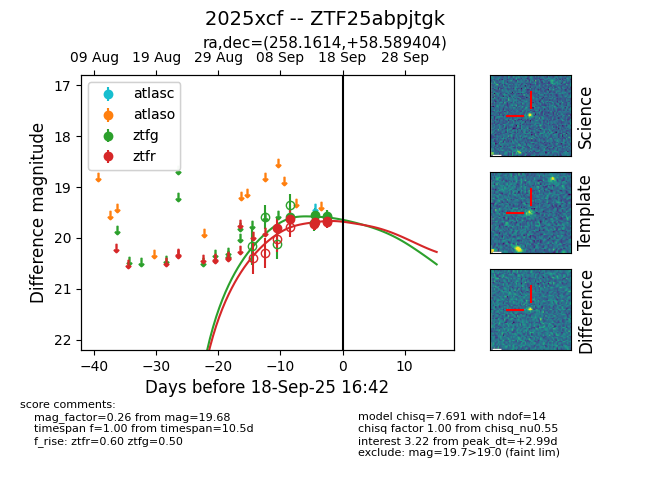 2025xcf -- ZTF25abpjtgk
ra,dec=(258.1614,+58.589404)
09 Aug 19 Aug 29 Aug 08 Sep 18 Sep 28 Sep
17
18
19
20
21
22
Difference magnitude
atlasc
atlaso
ztfg
ztfr
−40 −30 −20 −10 0 10
Days before 18-Sep-25 16:42
Science
Template
Difference
score comments:
mag_factor=0.26 from mag=19.68
timespan f=1.00 from timespan=10.5d
f_rise: ztfr=0.60 ztfg=0.50
model chisq=7.691 with ndof=14
chisq factor 1.00 from chisq_nu0.55
interest 3.22 from peak_dt=+2.99d
exclude: mag=19.7>19.0 (faint lim)